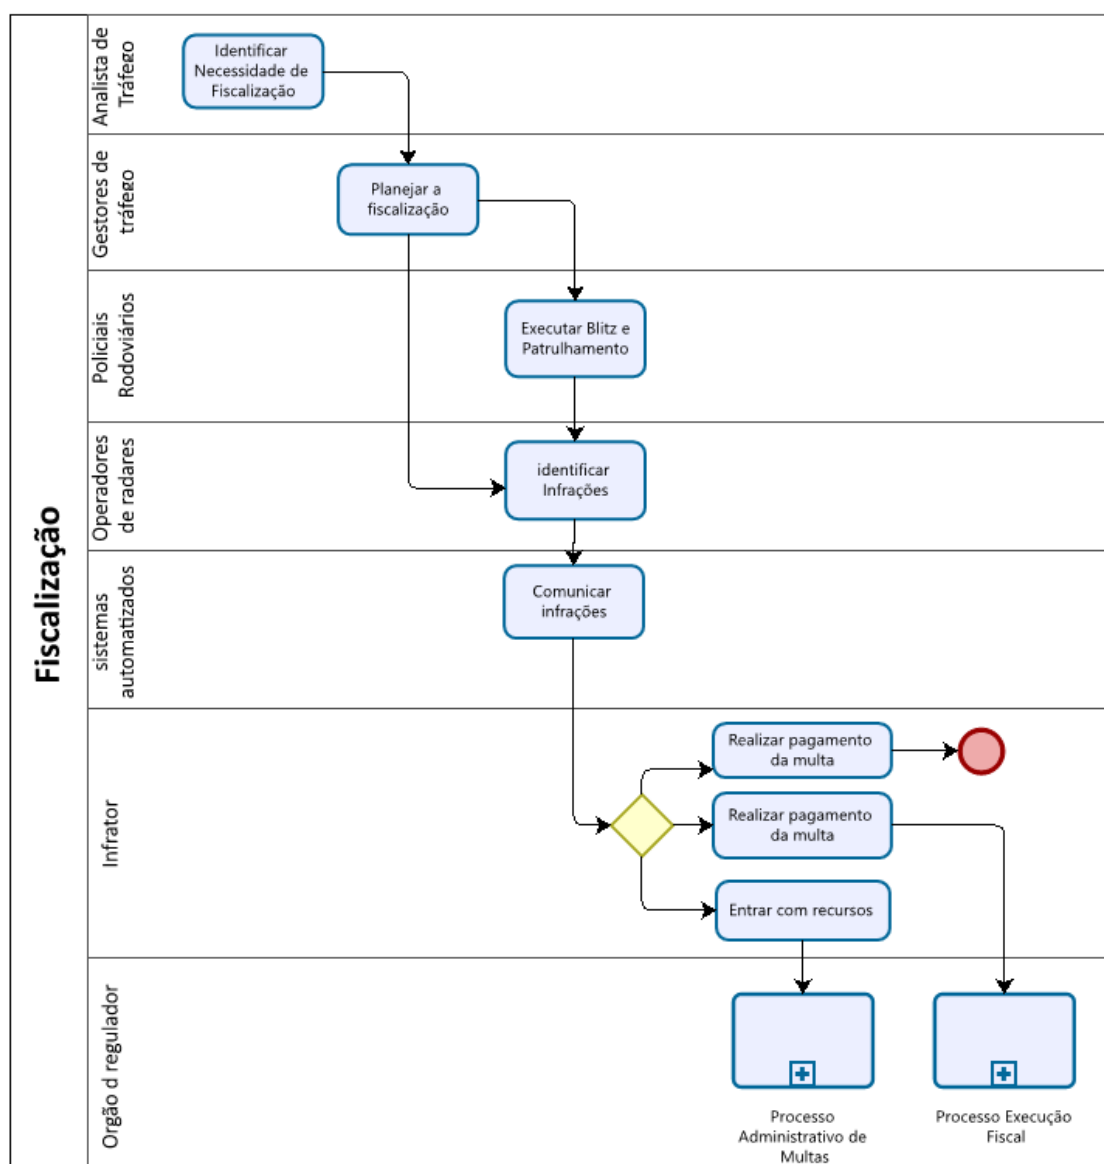 Fiscalização
Analista de
Tráfego
Identificar
Necessidade de
Fiscalização
Gestores de
tráfego
Planejar a
fiscalização
Policiais
Rodoviários
Executar Blitz e
Patrulhamento
Operadores
de radares
identificar
Infrações
sistemas
automatizados
Comunicar
infrações
Infrator
Realizar pagamento
da multa
Realizar pagamento
da multa
Entrar com recursos
Orgão d regulador
Processo
Administrativo de
Multas
Processo Execução
Fiscal